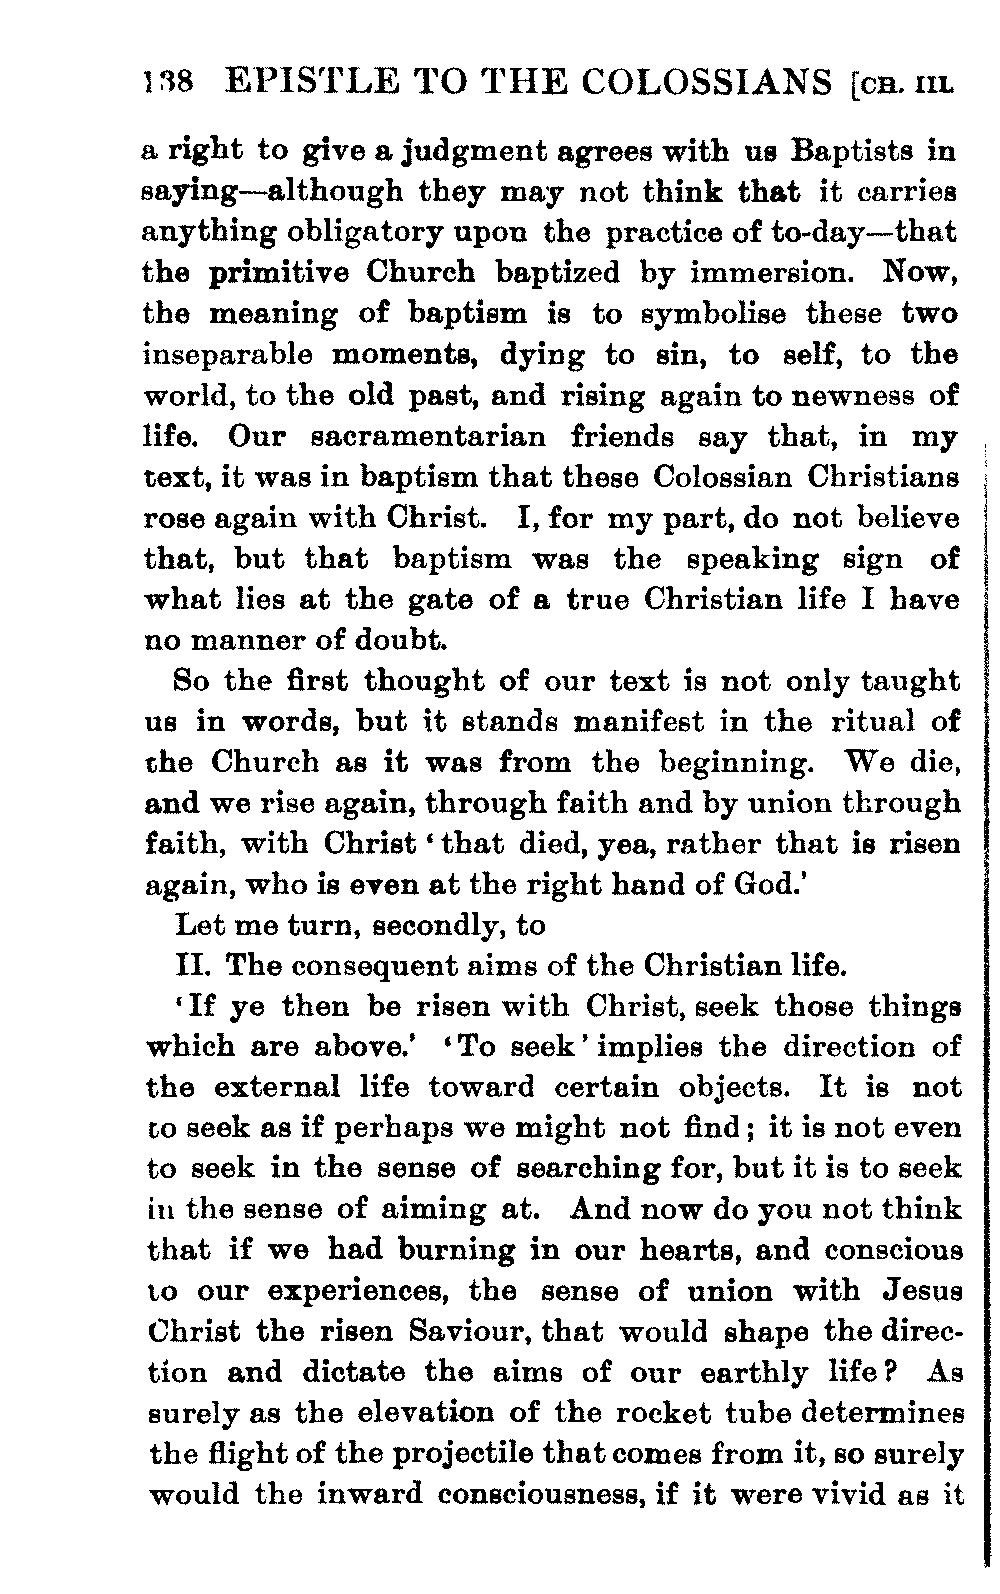 138 EPISTLE TO THE COLOSSIANS [CH. III.
a right to give a judgment agrees with us Baptists in
saying—although they may not think that it carries
anything obligatory upon the practice of to-day—that
the primitive Church baptized by immersion. Now,
the meaning of baptism is to symbolise these two
inseparable moments, dying to sin, to self, to the
world, to the old past, and rising again to newness of
life. Our sacramentarian friends say that, in my
text, it was in baptism that these Colossian Christians
rose again with Christ. I, for my part, do not believe
that, but that baptism was the speaking sign of
what lies at the gate of a true Christian life I have
no manner of doubt.
So the first thought of our text is not only taught
us in words, but it stands manifest in the ritual of
the Church as it was from the beginning. We die,
and we rise again, through faith and by union through
faith, with Christ ‘that died, yea, rather that is risen
again, who is even at the right hand of God.’
Let me turn, secondly, to
II. The consequent aims of the Christian life.
‘If ye then be risen with Christ, seek those things
which are above.’ ‘To seek’ implies the direction of
the external life toward certain objects. It is not
to seek as if perhaps we might not find; it is not even
to seek in the sense of searching for, but it is to seek
in the sense of aiming at. And now do you not think
that if we had burning in our hearts, and conscious
to our experiences, the sense of union with Jesus
Christ the risen Saviour, that would shape the direc-
tion and dictate the aims of our earthly life? As
surely as the elevation of the rocket tube determines
the flight of the projectile that comes from it, so surely
would the inward consciousness, if it were vivid as it